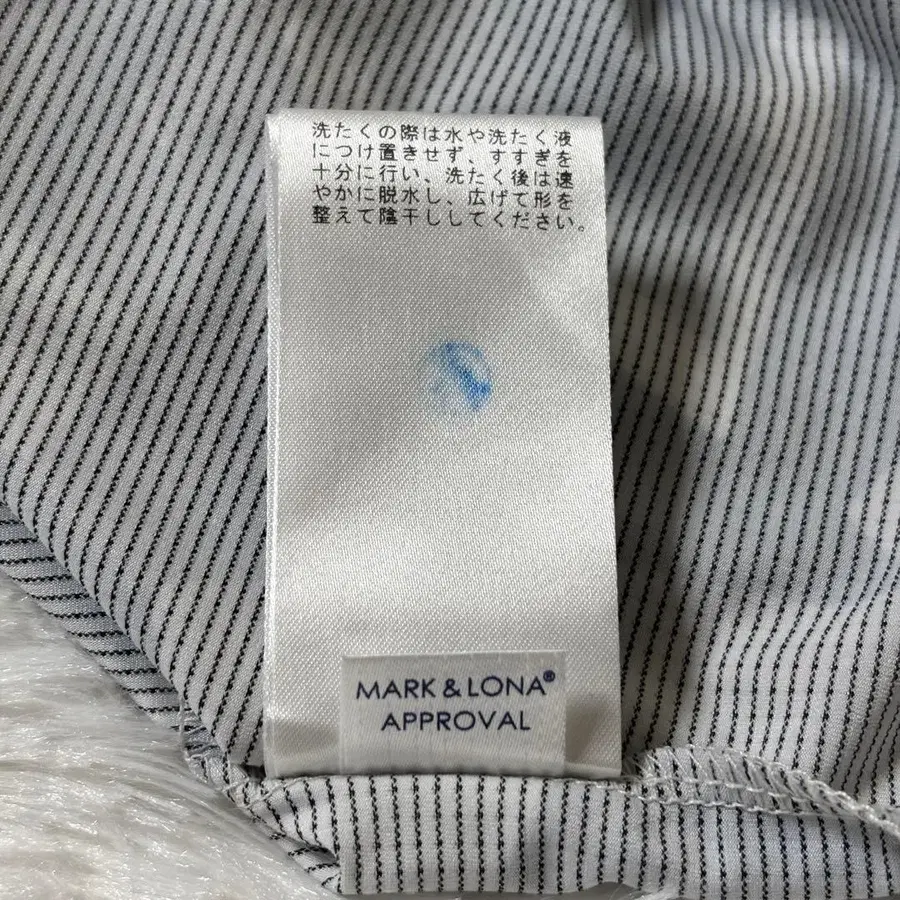 洗たくの際は水や洗たく液
につけ置きせず、すすぎを
十分に行い、洗たく後は速
やかに脱水し、広げて形を
整えて陰干ししてください。
MARK & LONA®
APPROVAL